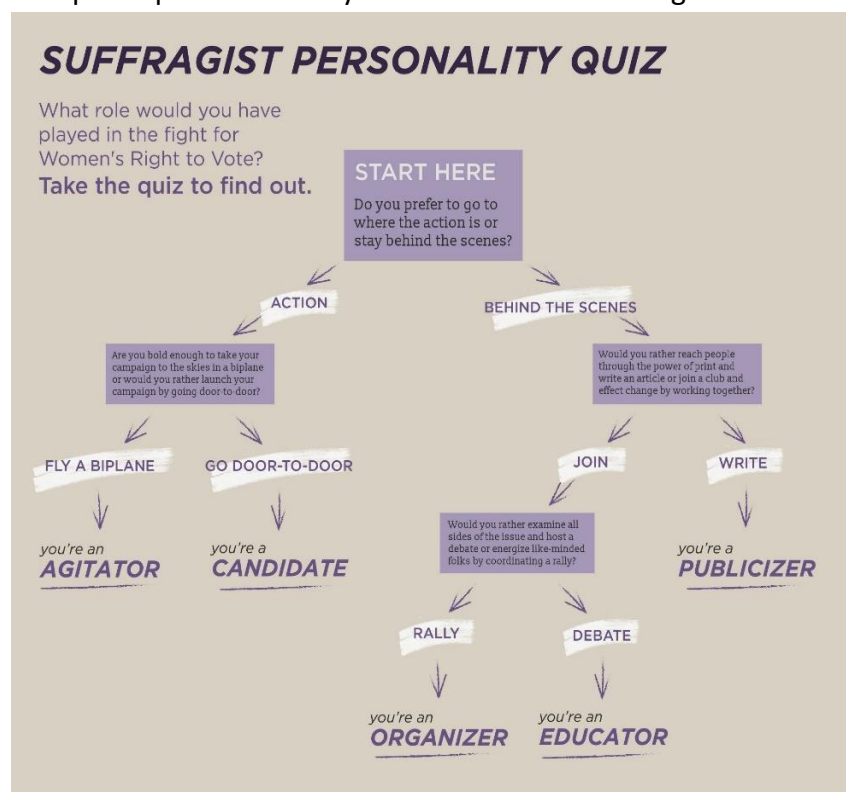 SUFFRAGIST PERSONALITY QUIZ
What role would you have
played in the fight for
Women's Right to Vote?
Take the quiz to find out.
START HERE
Do you prefer to go to
where the action is or
stay behind the scenes?
ACTION
BEHIND THE SCENES
Are you bold enough to take your
campaign to the skies in a biplane
or would you rather launch your
campaign by going door-to-door?
Would you rather reach people
through the power of print and
write an article or join a club and
effect change by working together?
FLY A BIPLANE
GO DOOR-TO-DOOR
JOIN
WRITE
you're an
AGITATOR
you're a
CANDIDATE
Would you rather examine all
sides of the issue and host a
debate or energize like-minded
folks by coordinating a rally?
you're a
PUBLICIZER
RALLY
DEBATE
you're an
ORGANIZER
you're an
EDUCATOR